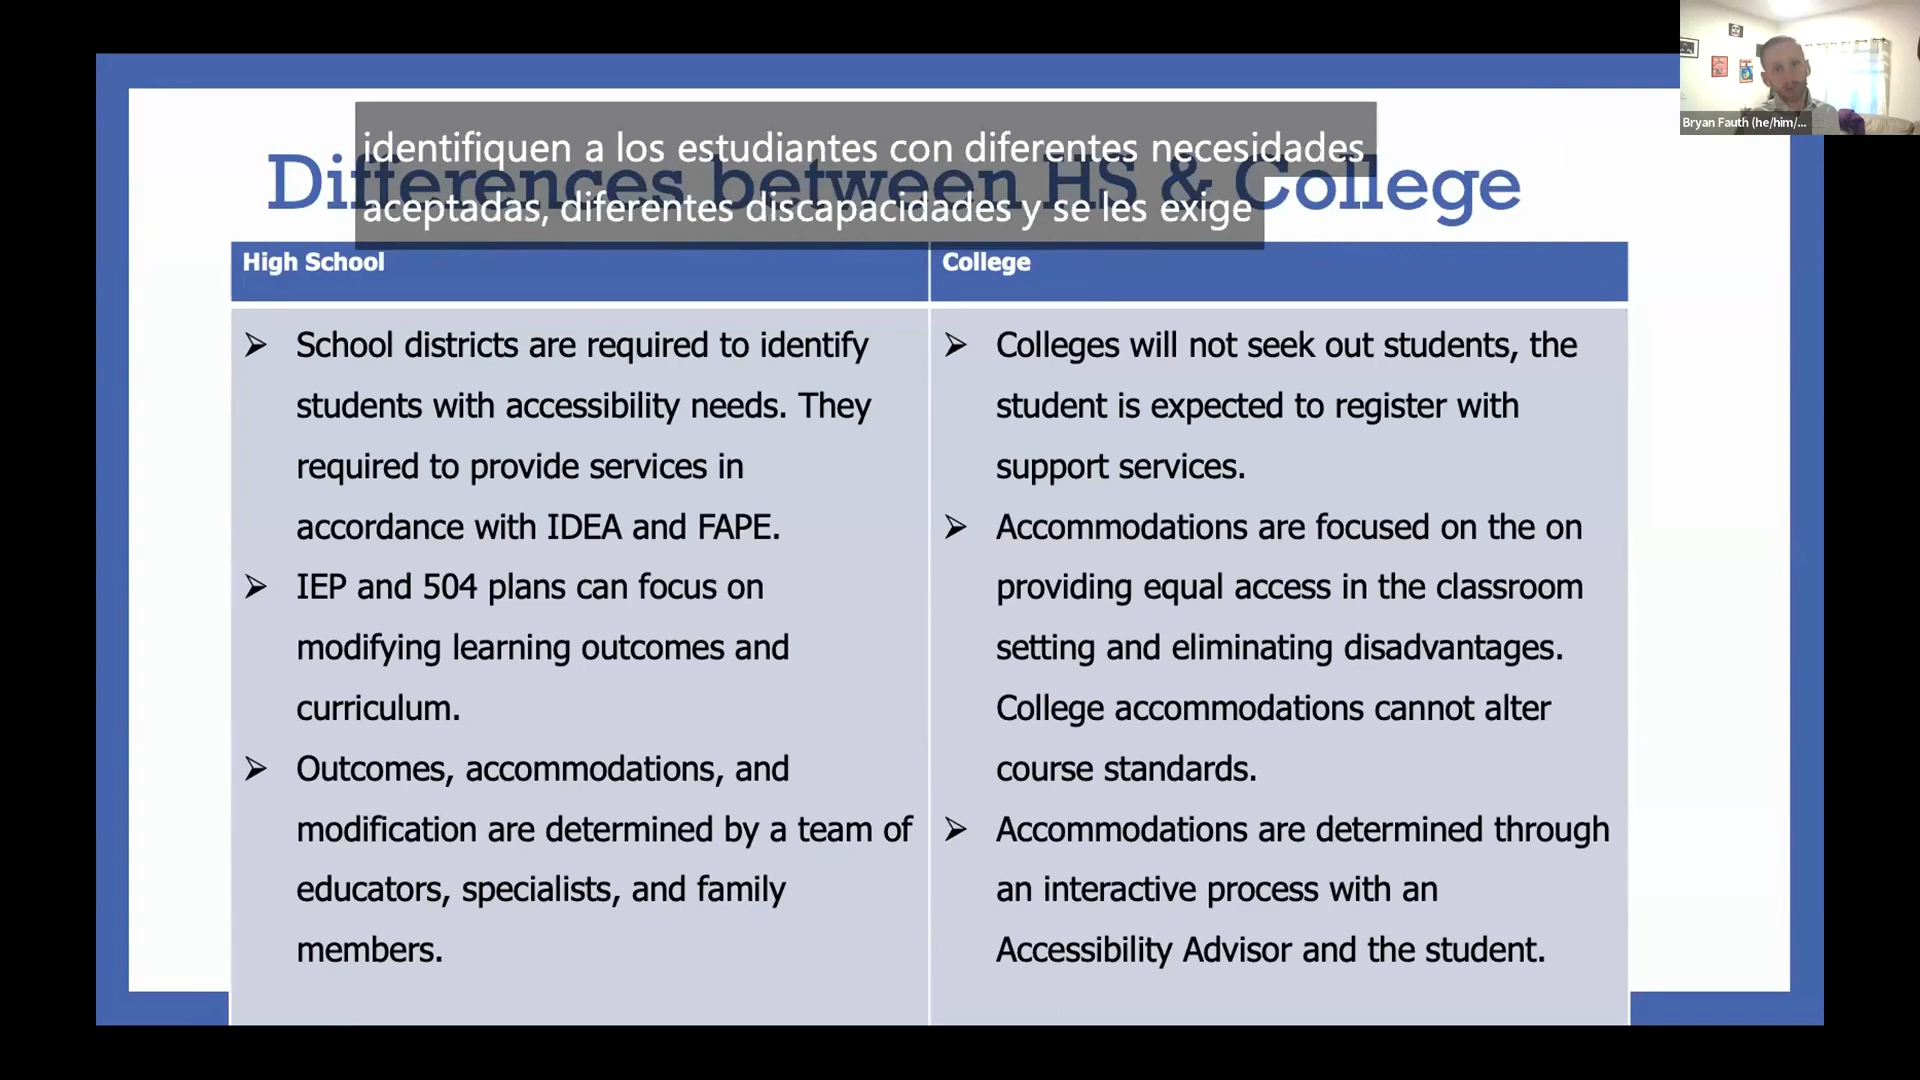 identifiquen a los estudiantes con diferentes necesidades
aceptadas, diferentes discapacidades y se les exige
Differences between HS & College
Bryan Fauth (he/him/...
High School
School districts are required to identify
students with accessibility needs. They
required to provide services in
accordance with IDEA and FAPE.
IEP and 504 plans can focus on
modifying learning outcomes and
curriculum.
Outcomes, accommodations, and
modification are determined by a team of
educators, specialists, and family
members.
College
Colleges will not seek out students, the
student is expected to register with
support services.
Accommodations are focused on the on
providing equal access in the classroom
setting and eliminating disadvantages.
College accommodations cannot alter
course standards.
Accommodations are determined through
an interactive process with an
Accessibility Advisor and the student.